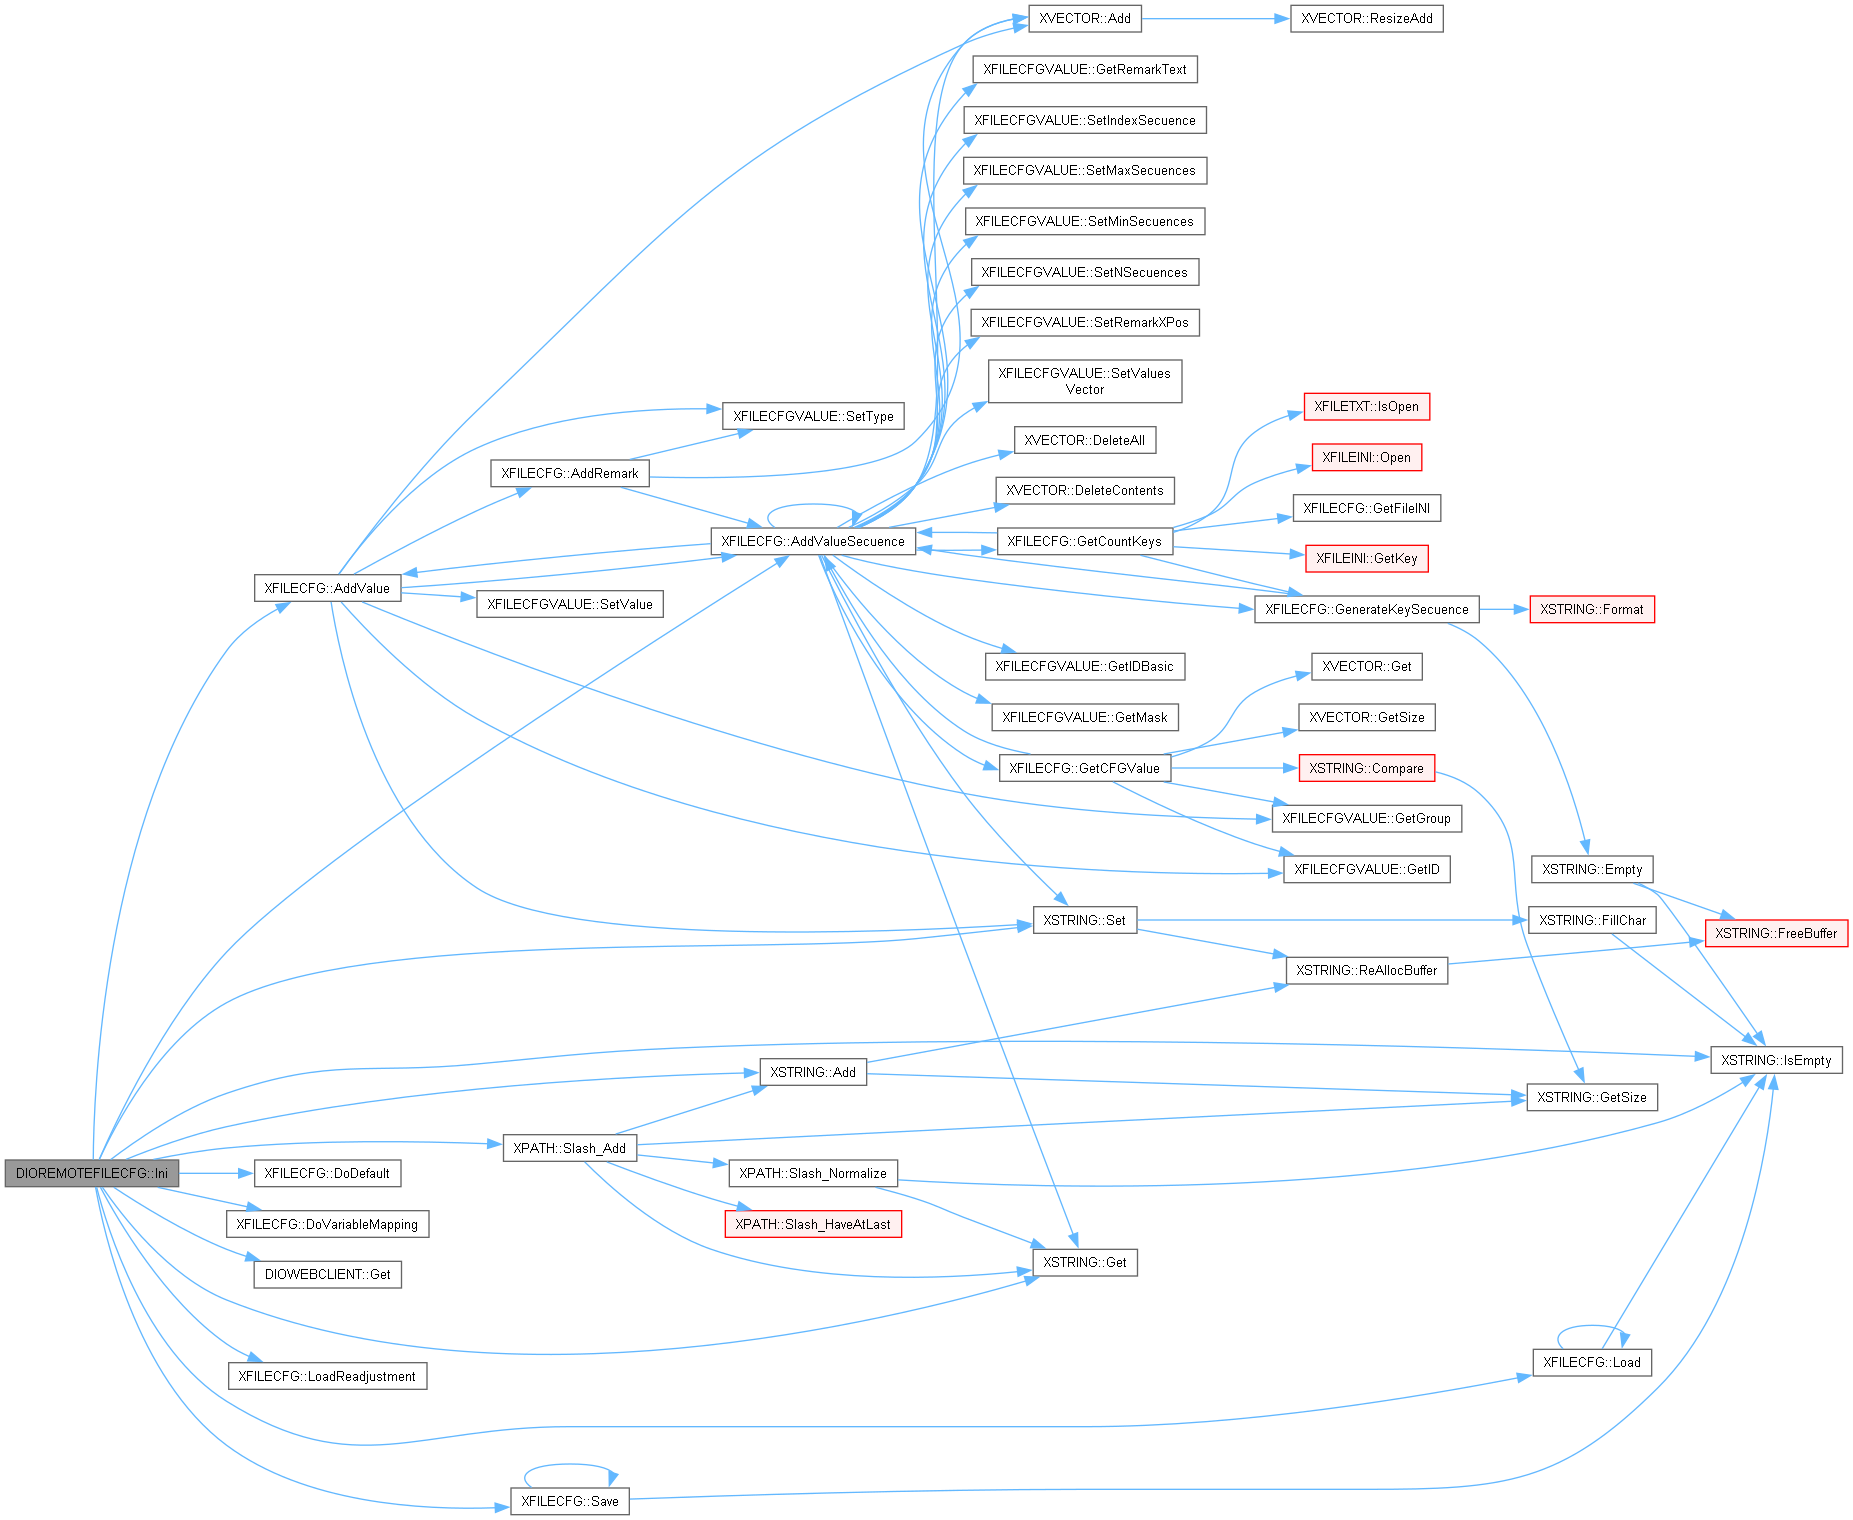 XVECTOR::Add
XVECTOR::ResizeAdd
XFILECFGVALUE::GetRemarkText
XFILECFGVALUE::SetIndexSecuence
XFILECFGVALUE::SetMaxSecuences
XFILECFGVALUE::SetMinSecuences
XFILECFGVALUE::SetNSecuences
XFILECFGVALUE::SetRemarkXPos
XFILECFGVALUE::SetValues
Vector
XFILECFGVALUE::SetType
XFILETXT::IsOpen
XVECTOR::DeleteAll
XFILEINI::Open
XFILECFG::AddRemark
XVECTOR::DeleteContents
XFILECFG::GetFileINI
XFILECFG::AddValueSecuence
XFILECFG::GetCountKeys
XFILEINI::GetKey
XFILECFG::AddValue
XFILECFGVALUE::SetValue
XFILECFG::GenerateKeySecuence
XSTRING::Format
XFILECFGVALUE::GetIDBasic
XVECTOR::Get
XFILECFGVALUE::GetMask
XVECTOR::GetSize
XFILECFG::GetCFGValue
XSTRING::Compare
XFILECFGVALUE::GetGroup
XFILECFGVALUE::GetID
XSTRING::Empty
XSTRING::Set
XSTRING::FillChar
XSTRING::FreeBuffer
XSTRING::ReAllocBuffer
XSTRING::IsEmpty
XSTRING::Add
XSTRING::GetSize
XPATH::Slash_Add
DIOREMOTEFILECFG::Ini
XFILECFG::DoDefault
XPATH::Slash_Normalize
XFILECFG::DoVariableMapping
XPATH::Slash_HaveAtLast
XSTRING::Get
DIOWEBCLIENT::Get
XFILECFG::Load
XFILECFG::LoadReadjustment
XFILECFG::Save